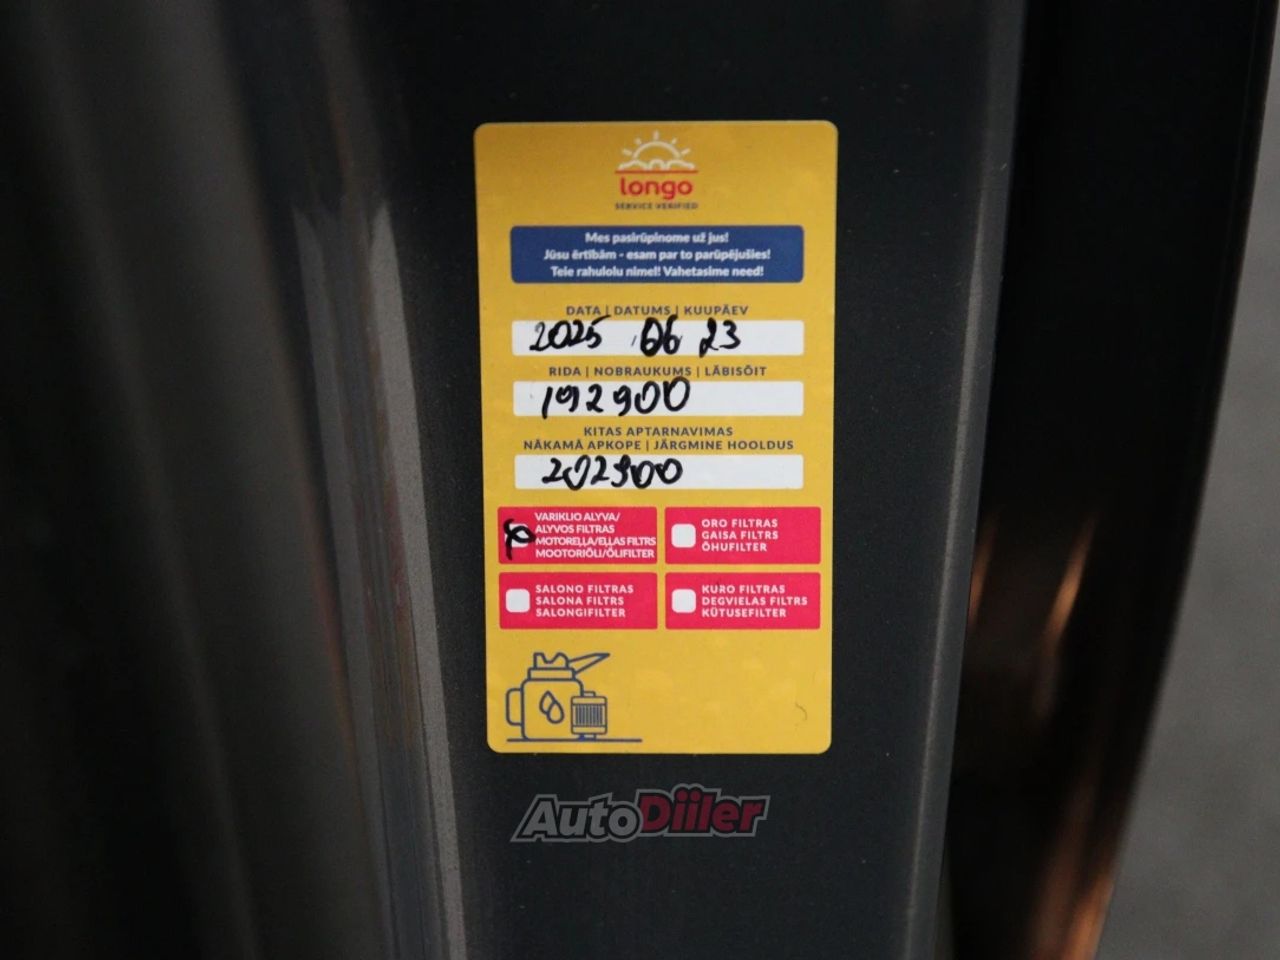 longo
SERVICE VERIFIED
Mes pasirūpinome už jus!
Jūsu ērtībām - esam par to parūpējušies!
Teie rahulolu nimel! Vahetasime need!
DATA | DATUMS | KUUPÄEV
2025 06 23
RIDA | NOBRAUKUMS | LÄBISÕIT
192900
KITAS APTARNAVIMAS
NĀKAMĀ APKOPE | JÄRGMINE HOOLDUS
202900
VARIKLIO ALYVA/
ALYVOS FILTRAS
MOTOREĻĻA/EĻĻAS FILTRS
MOOTORIÕLI/ÕLIFILTER
ORO FILTRAS
GAISA FILTRS
ÕHUFILTER
SALONO FILTRAS
SALONA FILTRS
SALONGIFILTER
KURO FILTRAS
DEGVIELAS FILTRS
KÜTUSEFILTER
AutoDiiler